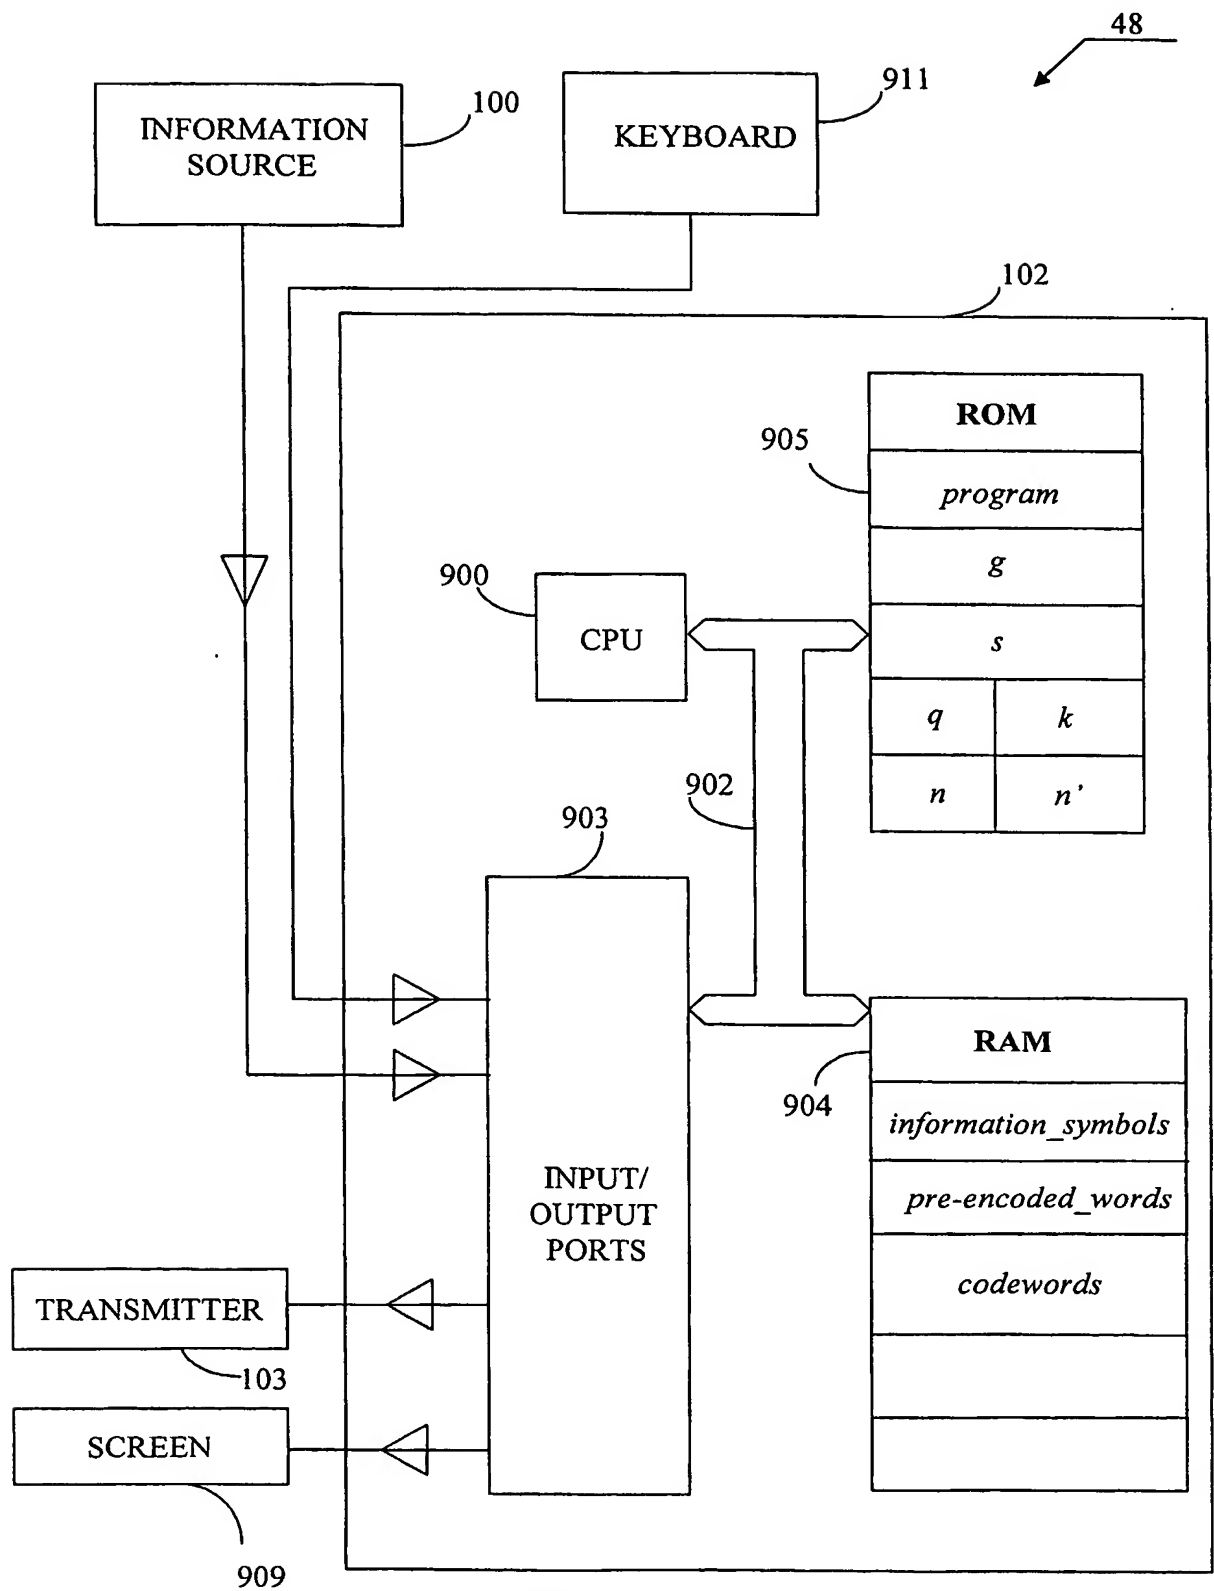 48
INFORMATION
SOURCE
100
KEYBOARD
911
102
ROM
905
program
g
s
q
k
n
n'
900
CPU
902
903
INPUT/
OUTPUT
PORTS
RAM
904
information_symbols
pre-encoded_words
codewords
TRANSMITTER
103
SCREEN
909